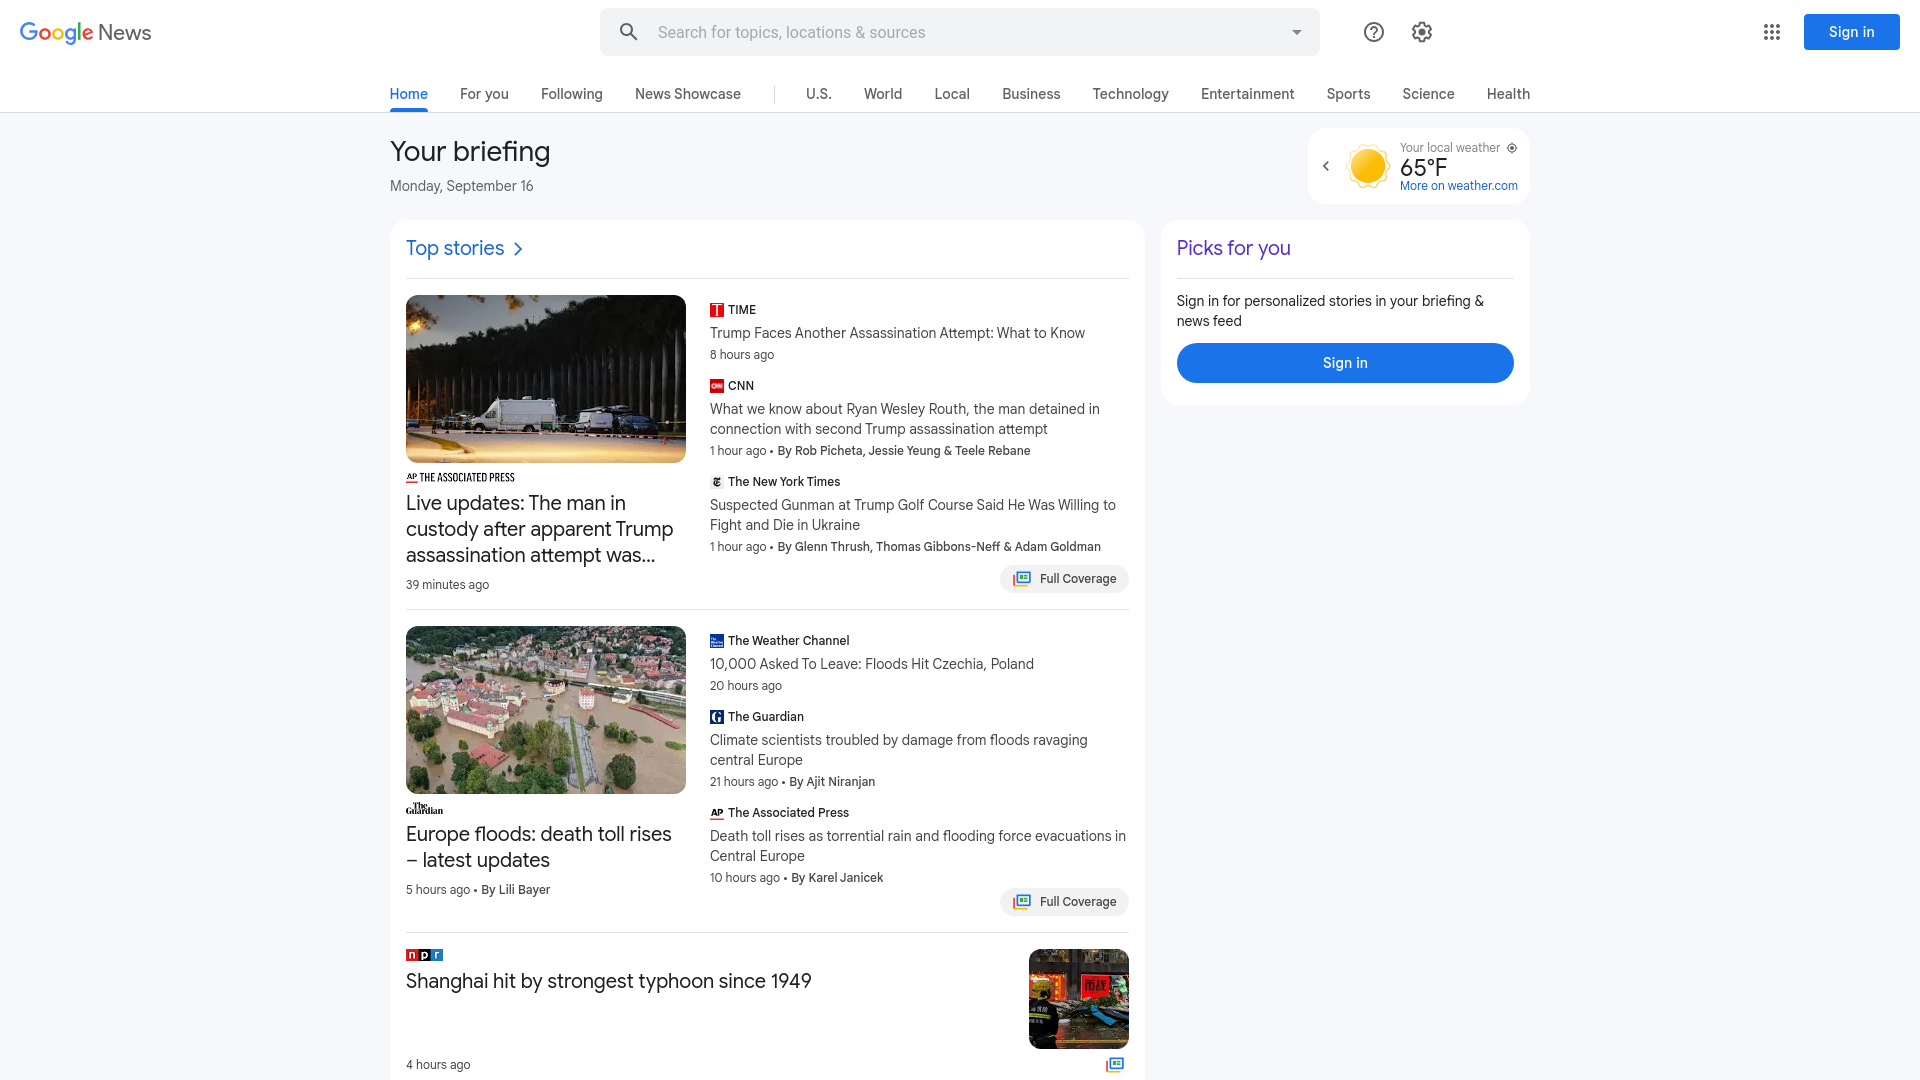 Google News
Search for topics, locations & sources
Sign in
Home
For you
Following
News Showcase
U.S.
World
Local
Business
Technology
Entertainment
Sports
Science
Health
Your briefing
Monday, September 16
Your local weather
65°F
More on weather.com
Top stories
THE ASSOCIATED PRESS
Live updates: The man in
custody after apparent Trump
assassination attempt was...
39 minutes ago
TIME
Trump Faces Another Assassination Attempt: What to Know
8 hours ago
CNN
What we know about Ryan Wesley Routh, the man detained in
connection with second Trump assassination attempt
1 hour ago • By Rob Picheta, Jessie Yeung & Teele Rebane
The New York Times
Suspected Gunman at Trump Golf Course Said He Was Willing to
Fight and Die in Ukraine
1 hour ago • By Glenn Thrush, Thomas Gibbons-Neff & Adam Goldman
Full Coverage
The Guardian
Europe floods: death toll rises
– latest updates
5 hours ago • By Lili Bayer
The Weather Channel
10,000 Asked To Leave: Floods Hit Czechia, Poland
20 hours ago
The Guardian
Climate scientists troubled by damage from floods ravaging
central Europe
21 hours ago • By Ajit Niranjan
AP The Associated Press
Death toll rises as torrential rain and flooding force evacuations in
Central Europe
10 hours ago • By Karel Janicek
Full Coverage
npr
Shanghai hit by strongest typhoon since 1949
4 hours ago
Picks for you
Sign in for personalized stories in your briefing &
news feed
Sign in